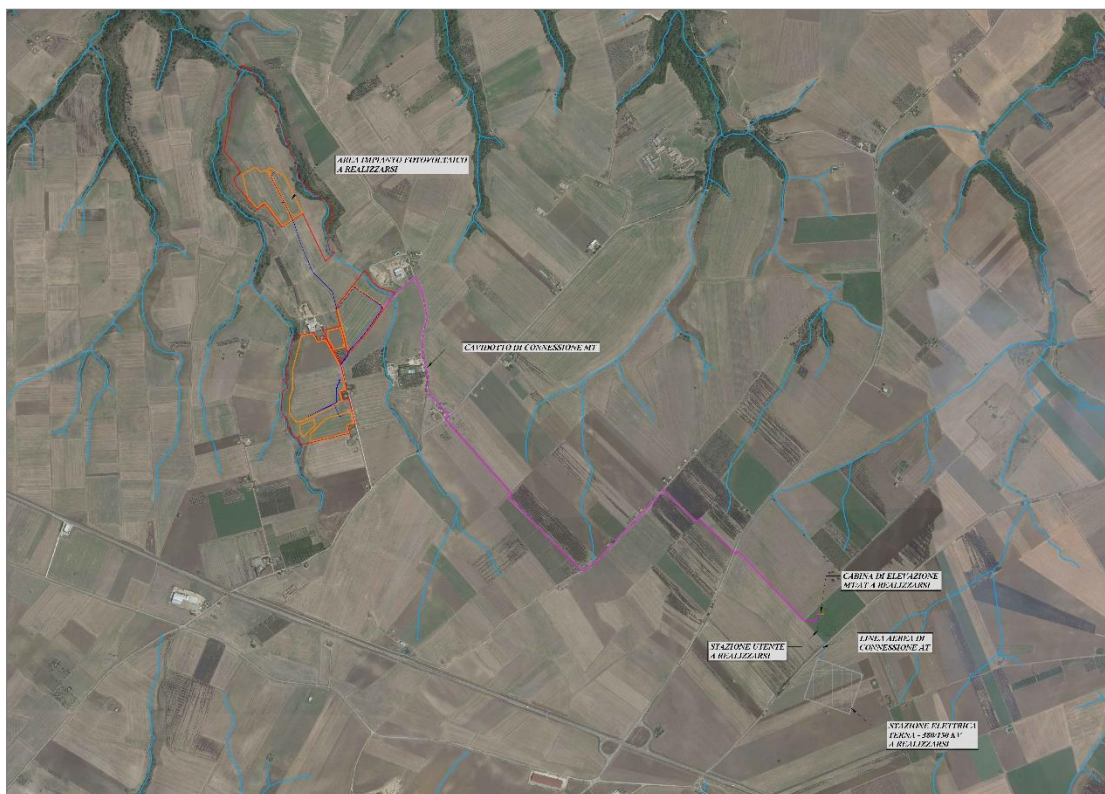 AREA IMPIANTO FOTOVOLTAICO
A REALIZZARSI
CAVIDOTTO DI CONNESSIONE MT
CABINA DI ELEVAZIONE
MT/AT A REALIZZARSI
STAZIONE UTENTE
A REALIZZARSI
LINEA AEREA DI
CONNESSIONE AT
STAZIONE ELETTRICA
TERNA - 380/150 kV
A REALIZZARSI